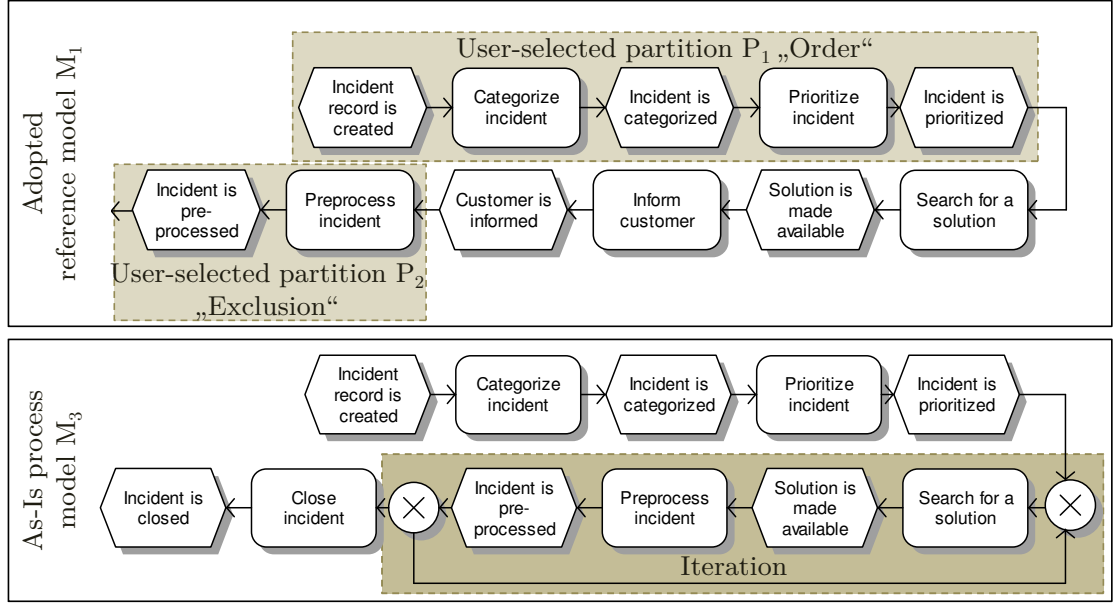 Adopted
reference model M1
User-selected partition P1 „Order“
Incident
record is
created
Categorize
incident
Incident is
categorized
Prioritize
incident
Incident is
prioritized
Search for a
solution
Solution is
made
available
Inform
customer
Customer is
informed
Preprocess
incident
Incident is
pre-
processed
User-selected partition P2
„Exclusion“
As-Is process
model M3
Incident
record is
created
Categorize
incident
Incident is
categorized
Prioritize
incident
Incident is
prioritized
Search for a
solution
Solution is
made
available
Preprocess
incident
Incident is
pre-
processed
Close
incident
Incident is
closed
Iteration